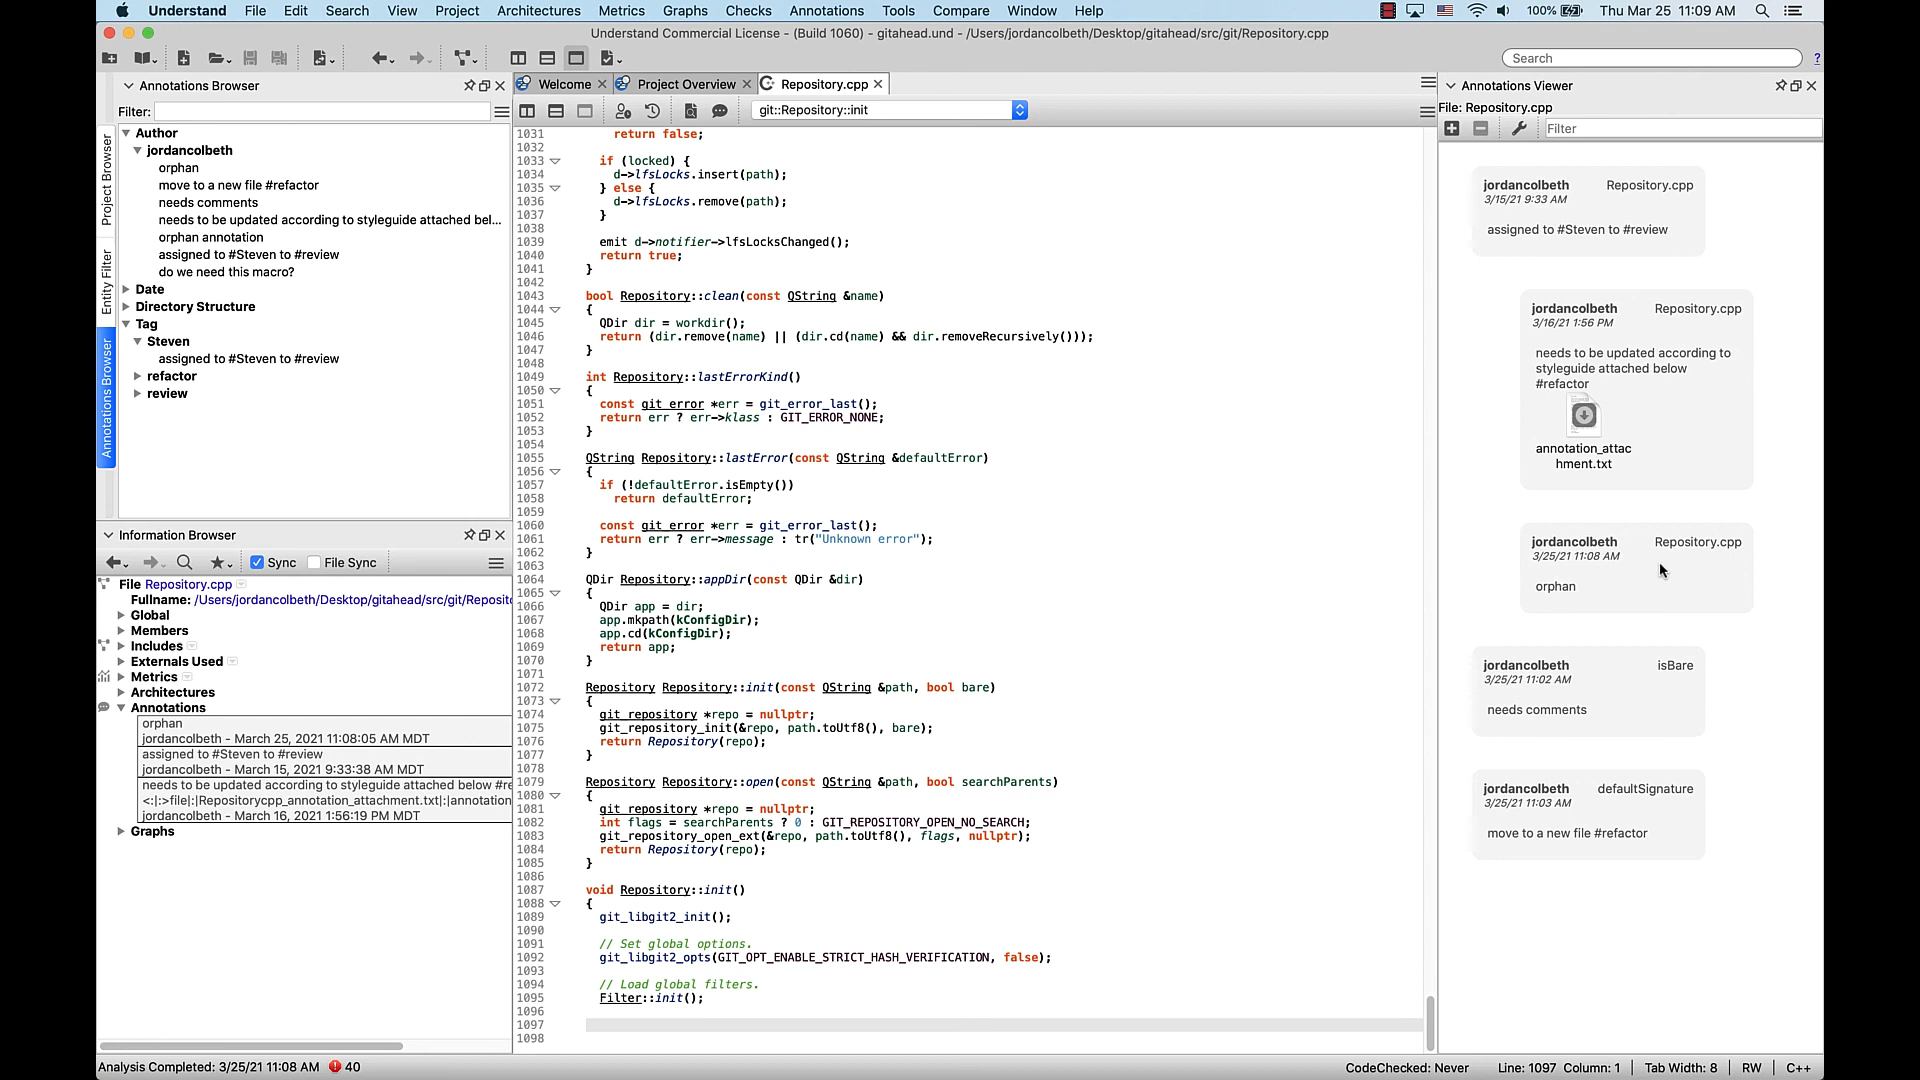 Understand File Edit Search View Project Architectures Metrics Graphs Checks Annotations Tools Compare Window Help 100% Thu Mar 25 11:09 AM
Understand Commercial License - (Build 1060) - gitahead.und - /Users/jordancolbeth/Desktop/gitahead/src/git/Repository.cpp
Search ?
Project Browser
Entity Filter
Annotations Browser
Annotations Browser
Filter:
Author
jordancolbeth
orphan
move to a new file #refactor
needs comments
needs to be updated according to styleguide attached bel...
orphan annotation
assigned to #Steven to #review
do we need this macro?
Date
Directory Structure
Tag
Steven
assigned to #Steven to #review
refactor
review
Information Browser
Sync File Sync
File Repository.cpp
Fullname: /Users/jordancolbeth/Desktop/gitahead/src/git/Reposit
Global
Members
Includes
Externals Used
Metrics
Architectures
Annotations
orphan
jordancolbeth - March 25, 2021 11:08:05 AM MDT
assigned to #Steven to #review
jordancolbeth - March 15, 2021 9:33:38 AM MDT
needs to be updated according to styleguide attached below #re
<:|:>file|:|Repositorycpp_annotation_attachment.txt|:|annotation
jordancolbeth - March 16, 2021 1:56:19 PM MDT
Graphs
Welcome Project Overview Repository.cpp
git::Repository::init
1031 return false;
1032
1033 if (locked) {
1034 d->lfsLocks.insert(path);
1035 } else {
1036 d->lfsLocks.remove(path);
1037 }
1038
1039 emit d->notifier->lfsLocksChanged();
1040 return true;
1041 }
1042
1043 bool Repository::clean(const QString &name)
1044 {
1045 QDir dir = workdir();
1046 return (dir.remove(name) || (dir.cd(name) && dir.removeRecursively()));
1047 }
1048
1049 int Repository::lastErrorKind()
1050 {
1051 const git_error *err = git_error_last();
1052 return err ? err->klass : GIT_ERROR_NONE;
1053 }
1054
1055 QString Repository::lastError(const QString &defaultError)
1056 {
1057 if (!defaultError.isEmpty())
1058 return defaultError;
1059
1060 const git_error *err = git_error_last();
1061 return err ? err->message : tr("Unknown error");
1062 }
1063
1064 QDir Repository::appDir(const QDir &dir)
1065 {
1066 QDir app = dir;
1067 app.mkpath(kConfigDir);
1068 app.cd(kConfigDir);
1069 return app;
1070 }
1071
1072 Repository Repository::init(const QString &path, bool bare)
1073 {
1074 git_repository *repo = nullptr;
1075 git_repository_init(&repo, path.toUtf8(), bare);
1076 return Repository(repo);
1077 }
1078
1079 Repository Repository::open(const QString &path, bool searchParents)
1080 {
1081 git_repository *repo = nullptr;
1082 int flags = searchParents ? 0 : GIT_REPOSITORY_OPEN_NO_SEARCH;
1083 git_repository_open_ext(&repo, path.toUtf8(), flags, nullptr);
1084 return Repository(repo);
1085 }
1086
1087 void Repository::init()
1088 {
1089 git_libgit2_init();
1090
1091 // Set global options.
1092 git_libgit2_opts(GIT_OPT_ENABLE_STRICT_HASH_VERIFICATION, false);
1093
1094 // Load global filters.
1095 Filter::init();
1096
1097
1098
Annotations Viewer
File: Repository.cpp
Filter
jordancolbeth Repository.cpp
3/15/21 9:33 AM
assigned to #Steven to #review
jordancolbeth Repository.cpp
3/16/21 1:56 PM
needs to be updated according to
styleguide attached below
#refactor
annotation_attac
hment.txt
jordancolbeth Repository.cpp
3/25/21 11:08 AM
orphan
jordancolbeth isBare
3/25/21 11:02 AM
needs comments
jordancolbeth defaultSignature
3/25/21 11:03 AM
move to a new file #refactor
Analysis Completed: 3/25/21 11:08 AM 40 CodeChecked: Never Line: 1097 Column: 1 Tab Width: 8 RW C++